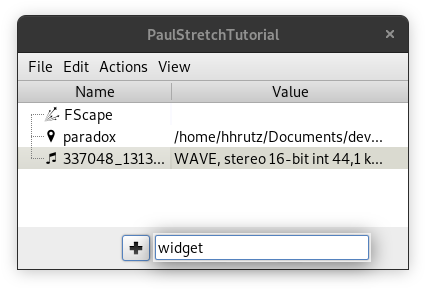 PaulStretchTutorial ×
File Edit Actions View
Name Value
FScape
paradox /home/hhrutz/Documents/dev...
337048_1313... WAVE, stereo 16-bit int 44,1 k...
widget